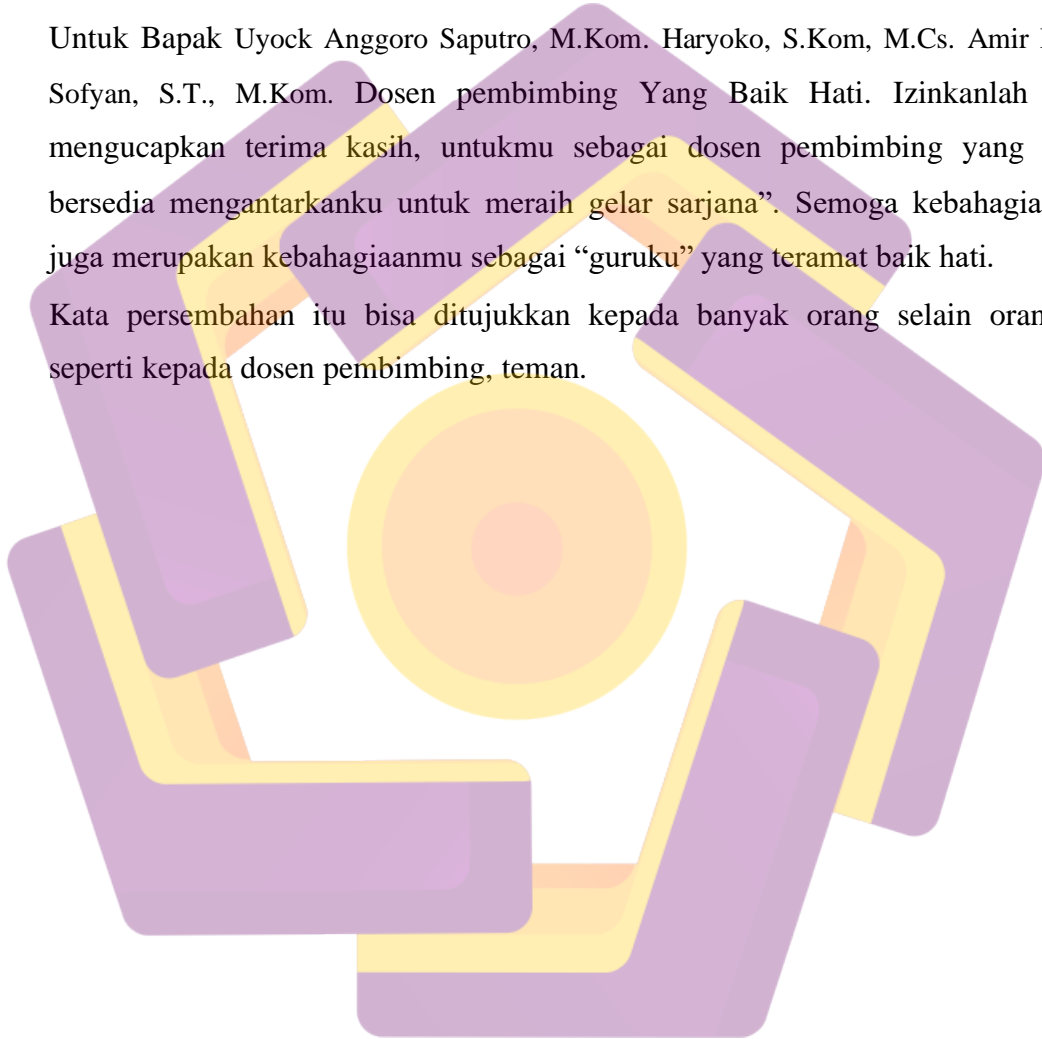 Untuk Bapak Uyock Anggoro Saputro, M.Kom. Haryoko, S.Kom, M.Cs. Amir
Sofyan, S.T., M.Kom. Dosen pembimbing Yang Baik Hati. Izinkanlah
mengucapkan terima kasih, untukmu sebagai dosen pembimbing yang
bersedia mengantarkanku untuk meraih gelar sarjana”. Semoga kebahagia
juga merupakan kebahagiaanmu sebagai “guruku” yang teramat baik hati.
Kata persembahan itu bisa ditujukkan kepada banyak orang selain oran
seperti kepada dosen pembimbing, teman.